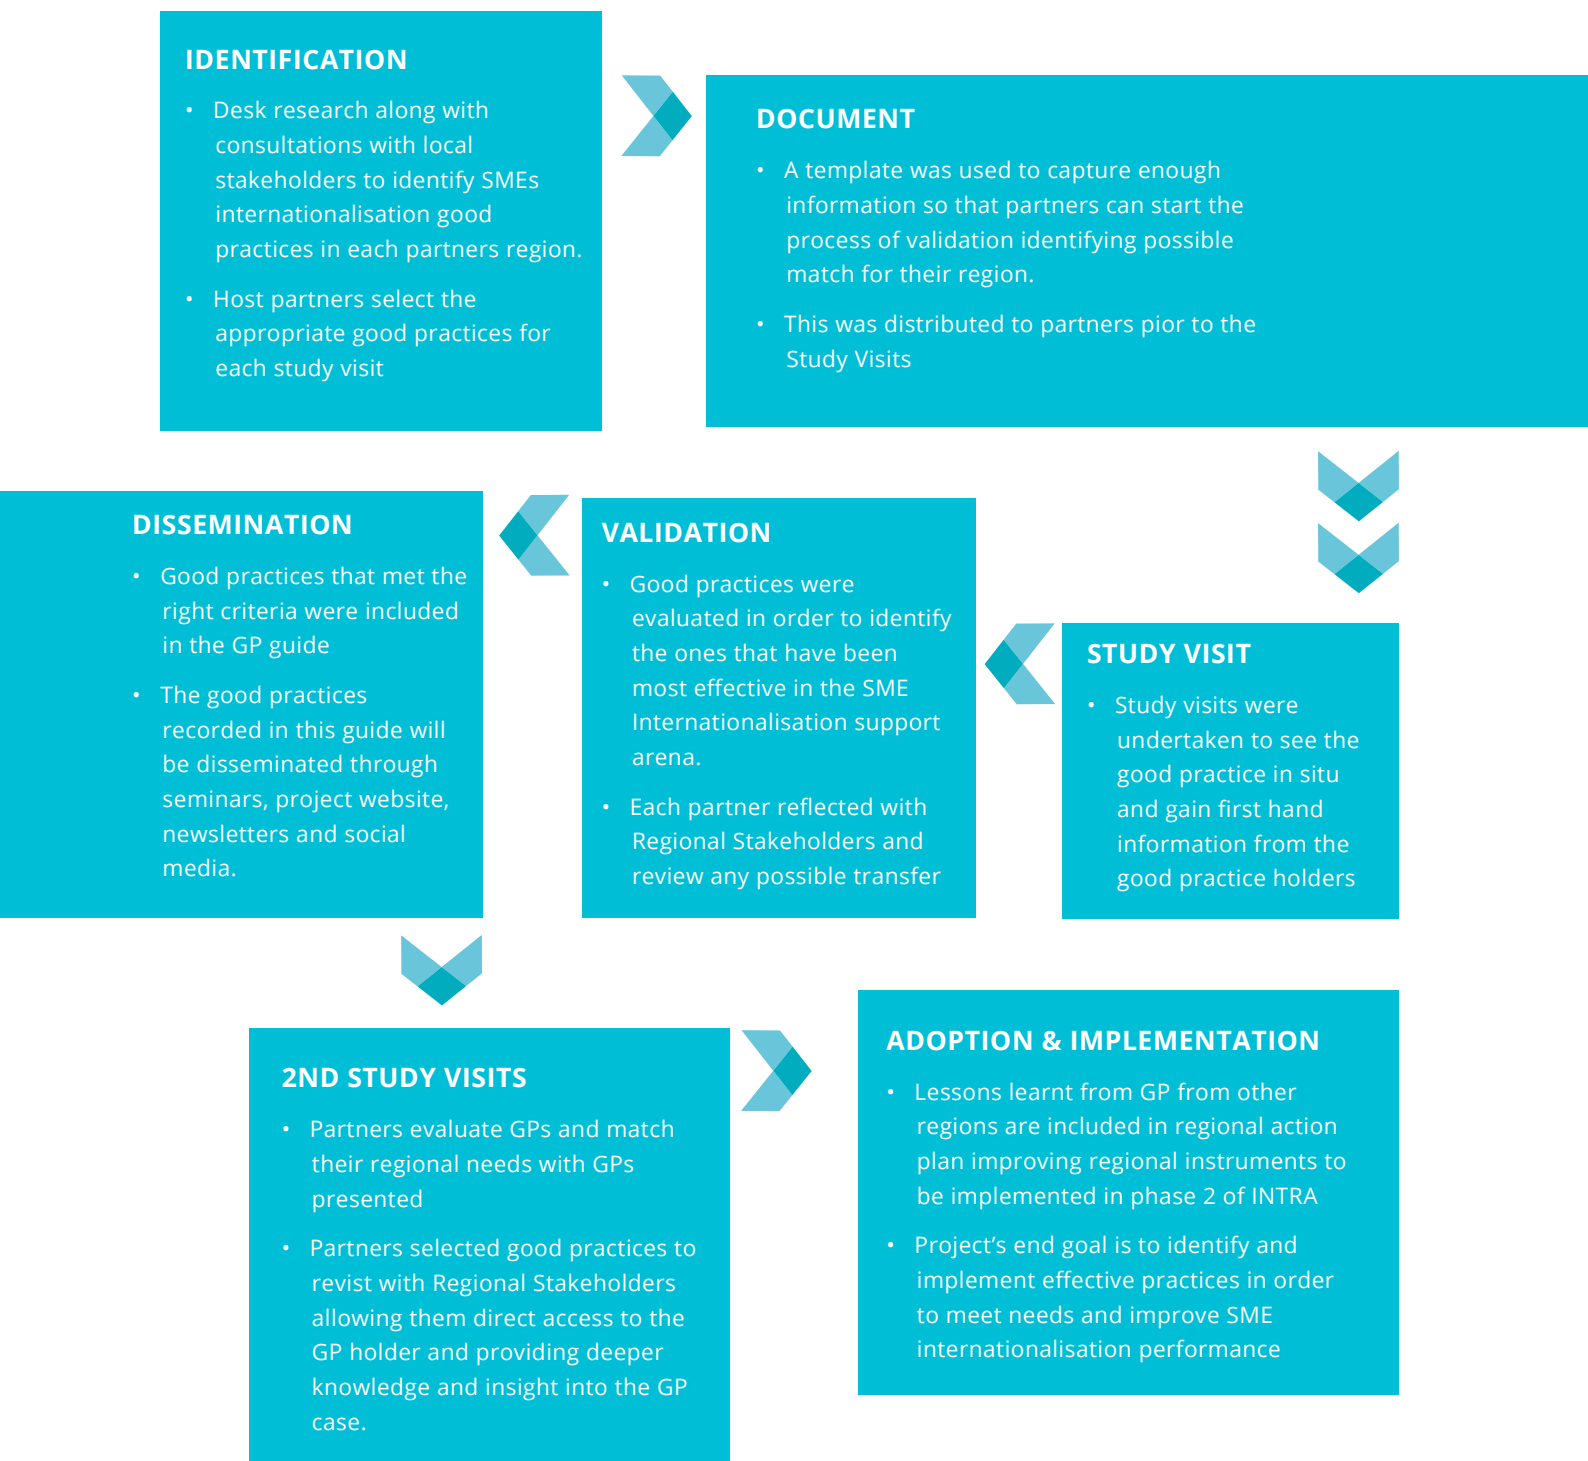 IDENTIFICATION
• Desk research along with
consultations with local
stakeholders to identify SMEs
internationalisation good
practices in each partners region.
• Host partners select the
appropriate good practices for
each study visit
DOCUMENT
• A template was used to capture enough
information so that partners can start the
process of validation identifying possible
match for their region.
• This was distributed to partners pior to the
Study Visits
STUDY VISIT
• Study visits were
undertaken to see the
good practice in situ
and gain first hand
information from the
good practice holders
VALIDATION
• Good practices were
evaluated in order to identify
the ones that have been
most effective in the SME
Internationalisation support
arena.
• Each partner reflected with
Regional Stakeholders and
review any possible transfer
DISSEMINATION
• Good practices that met the
right criteria were included
in the GP guide
• The good practices
recorded in this guide will
be disseminated through
seminars, project website,
newsletters and social
media.
2ND STUDY VISITS
• Partners evaluate GPs and match
their regional needs with GPs
presented
• Partners selected good practices to
revist with Regional Stakeholders
allowing them direct access to the
GP holder and providing deeper
knowledge and insight into the GP
case.
ADOPTION & IMPLEMENTATION
• Lessons learnt from GP from other
regions are included in regional action
plan improving regional instruments to
be implemented in phase 2 of INTRA
• Project’s end goal is to identify and
implement effective practices in order
to meet needs and improve SME
internationalisation performance